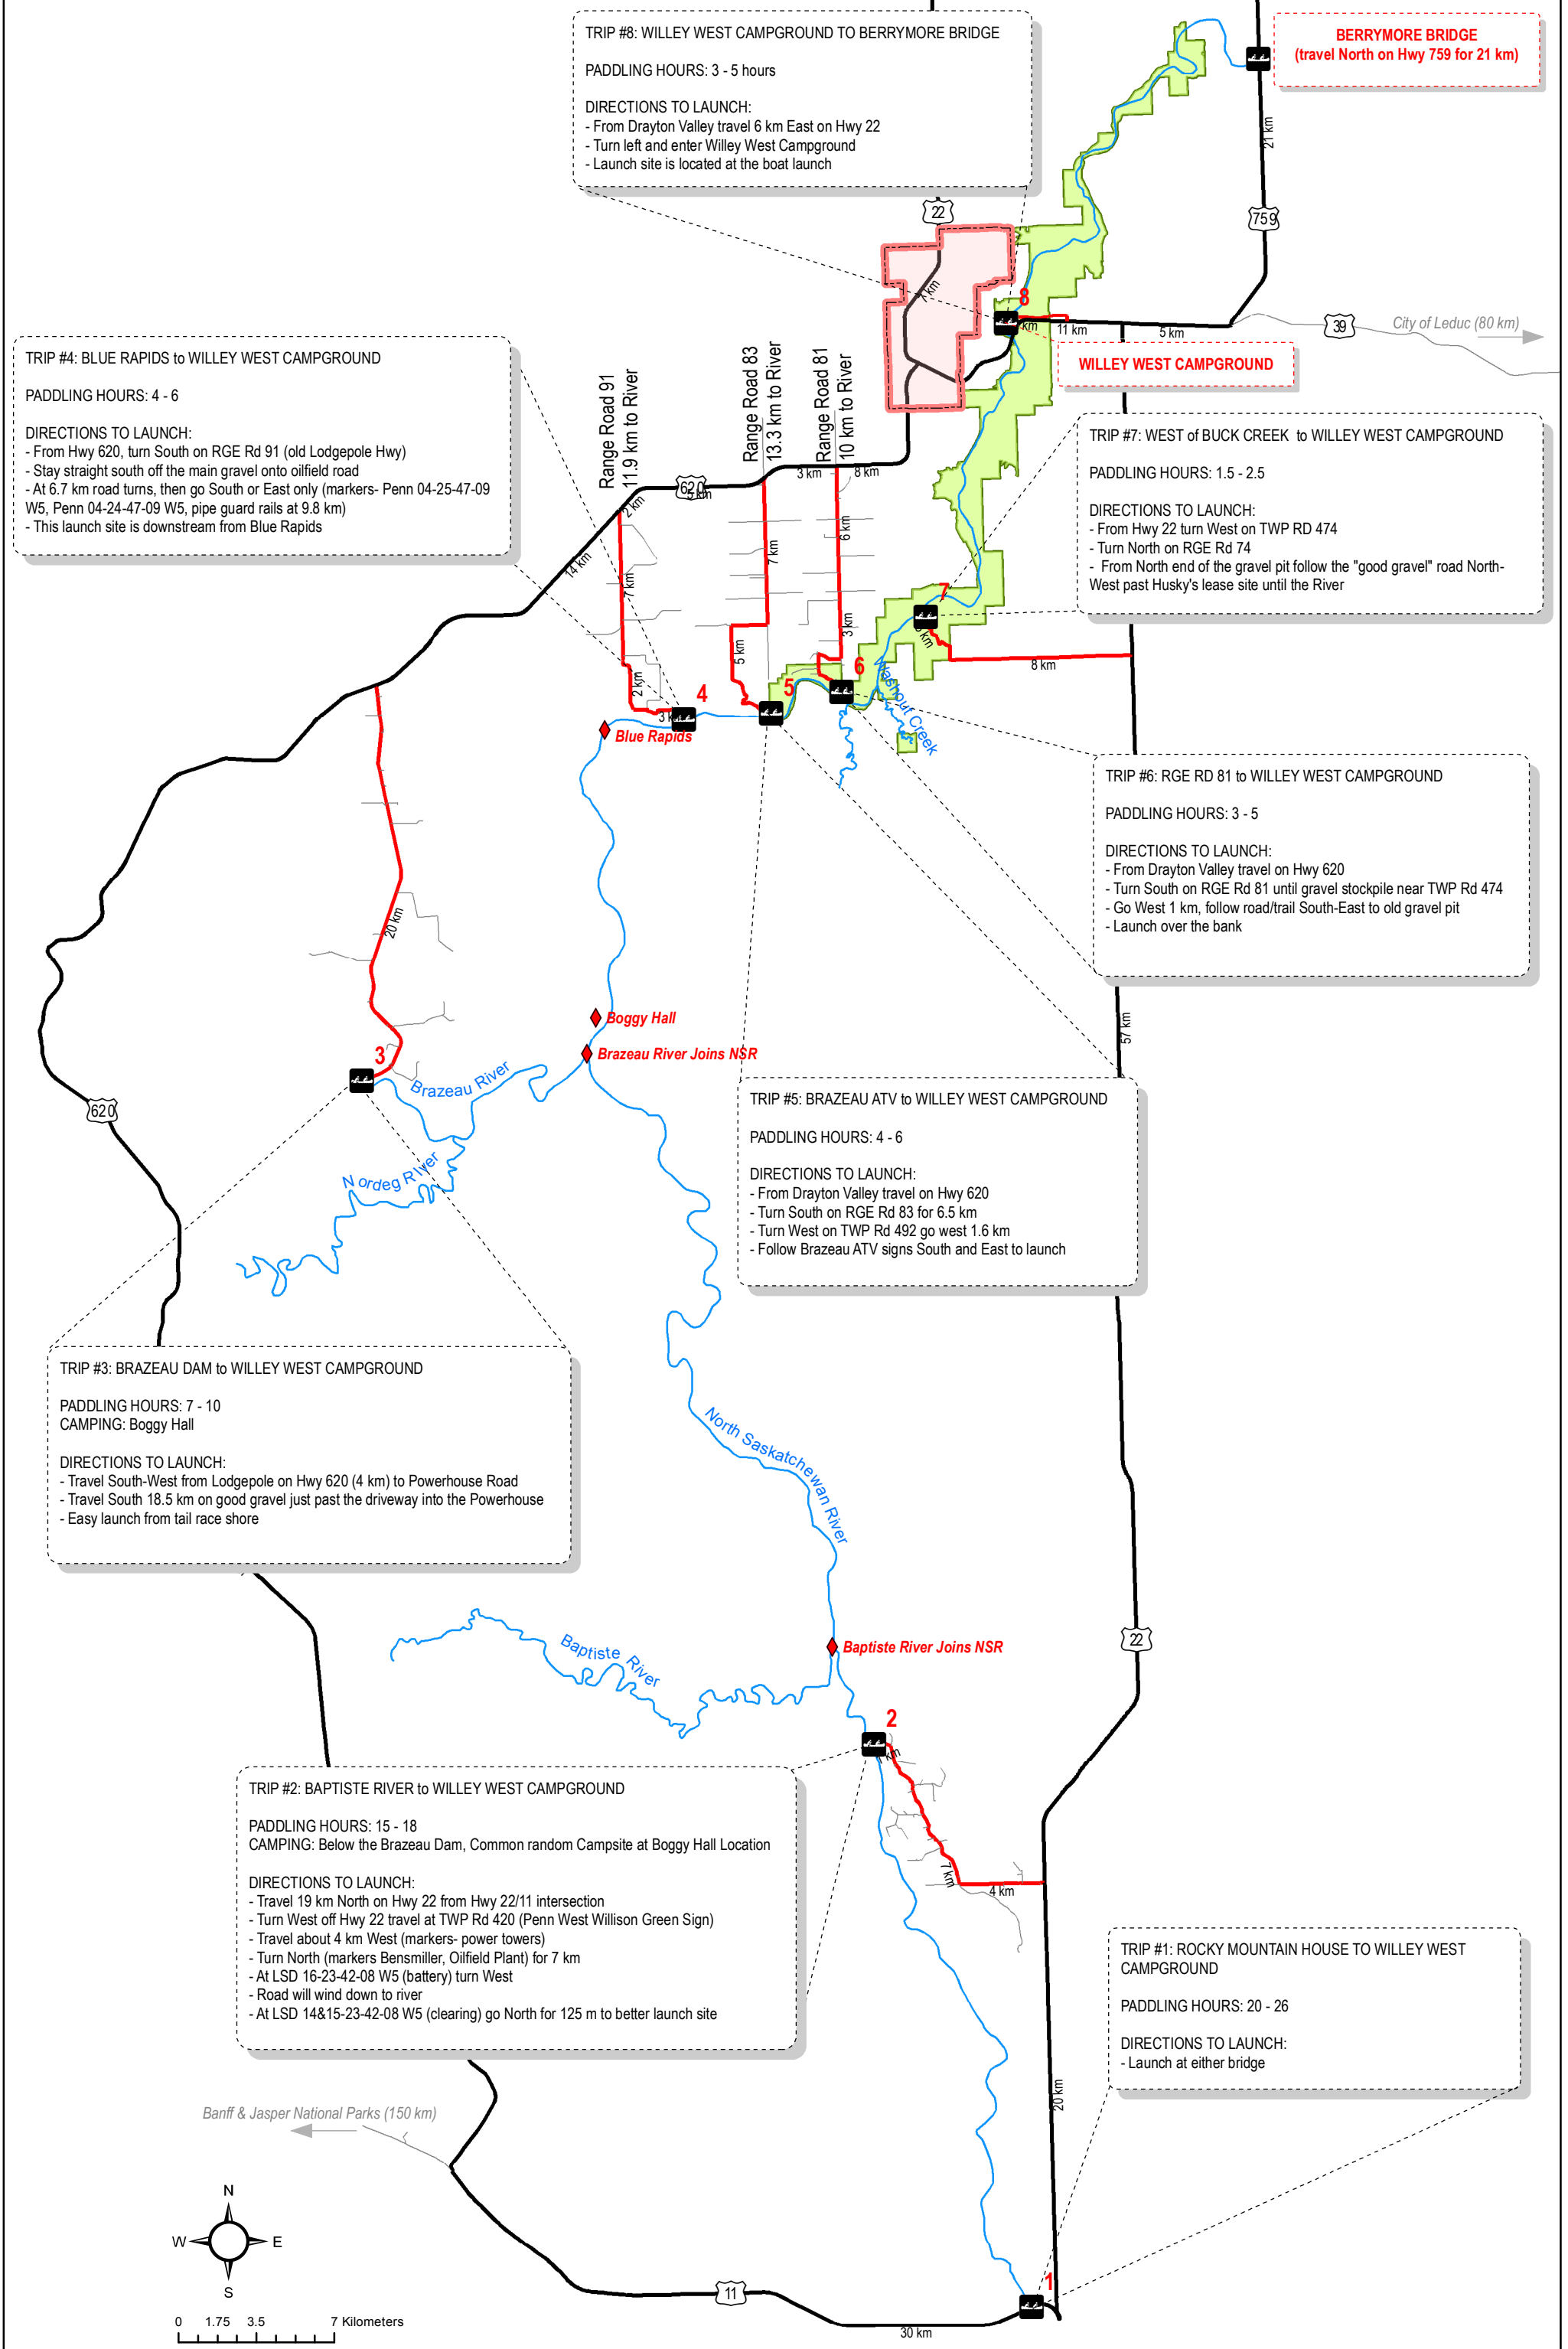 TRIP #8: WILLEY WEST CAMPGROUND TO BERRYMORE BRIDGE
PADDLING HOURS: 3 - 5 hours
DIRECTIONS TO LAUNCH:
- From Drayton Valley travel 6 km East on Hwy 22
- Turn left and enter Willey West Campground
- Launch site is located at the boat launch
BERRYMORE BRIDGE
(travel North on Hwy 759 for 21 km)
21 km
759
22
7 km
8
km
11 km
5 km
39
City of Leduc (80 km)
WILLEY WEST CAMPGROUND
TRIP #4: BLUE RAPIDS to WILLEY WEST CAMPGROUND
PADDLING HOURS: 4 - 6
DIRECTIONS TO LAUNCH:
- From Hwy 620, turn South on RGE Rd 91 (old Lodgepole Hwy)
- Stay straight south off the main gravel onto oilfield road
- At 6.7 km road turns, then go South or East only (markers- Penn 04-25-47-09
W5, Penn 04-24-47-09 W5, pipe guard rails at 9.8 km)
- This launch site is downstream from Blue Rapids
Range Road 91
11.9 km to River
Range Road 83
13.3 km to River
Range Road 81
10 km to River
620
5 km
3 km
8 km
2 km
14 km
7 km
7 km
6 km
3 km
5 km
2 km
TRIP #7: WEST of BUCK CREEK to WILLEY WEST CAMPGROUND
PADDLING HOURS: 1.5 - 2.5
DIRECTIONS TO LAUNCH:
- From Hwy 22 turn West on TWP RD 474
- Turn North on RGE Rd 74
- From North end of the gravel pit follow the "good gravel" road North-
West past Husky's lease site until the River
7
km
8 km
6
5
4
3 k
Washout Creek
Blue Rapids
TRIP #6: RGE RD 81 to WILLEY WEST CAMPGROUND
PADDLING HOURS: 3 - 5
DIRECTIONS TO LAUNCH:
- From Drayton Valley travel on Hwy 620
- Turn South on RGE Rd 81 until gravel stockpile near TWP Rd 474
- Go West 1 km, follow road/trail South-East to old gravel pit
- Launch over the bank
20 km
57 km
Boggy Hall
Brazeau River Joins NSR
3
Brazeau River
Nordeg River
620
TRIP #5: BRAZEAU ATV to WILLEY WEST CAMPGROUND
PADDLING HOURS: 4 - 6
DIRECTIONS TO LAUNCH:
- From Drayton Valley travel on Hwy 620
- Turn South on RGE Rd 83 for 6.5 km
- Turn West on TWP Rd 492 go west 1.6 km
- Follow Brazeau ATV signs South and East to launch
TRIP #3: BRAZEAU DAM to WILLEY WEST CAMPGROUND
PADDLING HOURS: 7 - 10
CAMPING: Boggy Hall
DIRECTIONS TO LAUNCH:
- Travel South-West from Lodgepole on Hwy 620 (4 km) to Powerhouse Road
- Travel South 18.5 km on good gravel just past the driveway into the Powerhouse
- Easy launch from tail race shore
North Saskatchewan River
Baptiste River
Baptiste River Joins NSR
22
2
km
7 km
4 km
TRIP #2: BAPTISTE RIVER to WILLEY WEST CAMPGROUND
PADDLING HOURS: 15 - 18
CAMPING: Below the Brazeau Dam, Common random Campsite at Boggy Hall Location
DIRECTIONS TO LAUNCH:
- Travel 19 km North on Hwy 22 from Hwy 22/11 intersection
- Turn West off Hwy 22 travel at TWP Rd 420 (Penn West Willison Green Sign)
- Travel about 4 km West (markers- power towers)
- Turn North (markers Bensmiller, Oilfield Plant) for 7 km
- At LSD 16-23-42-08 W5 (battery) turn West
- Road will wind down to river
- At LSD 14&15-23-42-08 W5 (clearing) go North for 125 m to better launch site
TRIP #1: ROCKY MOUNTAIN HOUSE TO WILLEY WEST
CAMPGROUND
PADDLING HOURS: 20 - 26
DIRECTIONS TO LAUNCH:
- Launch at either bridge
20 km
Banff & Jasper National Parks (150 km)
N
W
E
S
0 1.75 3.5 7 Kilometers
11
30 km
1